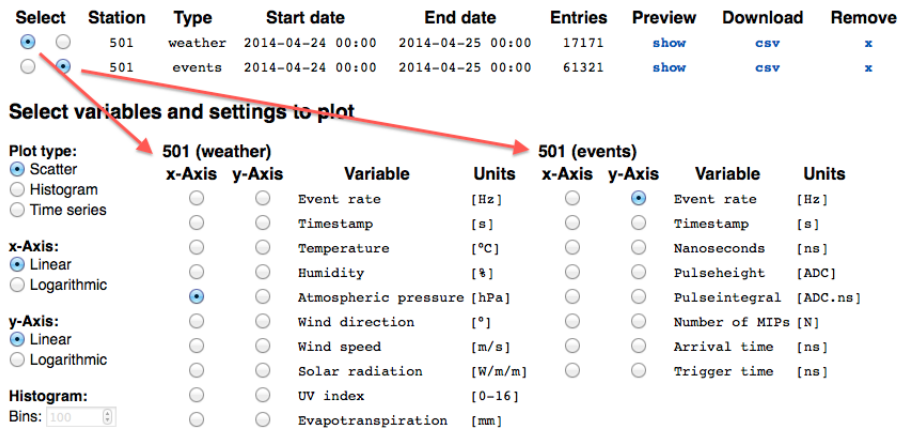 Select Station Type Start date End date Entries Preview Download Remove
501 weather 2014-04-24 00:00 2014-04-25 00:00 17171 show csv x
501 events 2014-04-24 00:00 2014-04-25 00:00 61321 show csv x
Select variables and settings to plot
Plot type:
Scatter
Histogram
Time series
x-Axis:
Linear
Logarithmic
y-Axis:
Linear
Logarithmic
Histogram:
Bins: 100
501 (weather)
x-Axis y-Axis Variable Units
Event rate [Hz]
Timestamp [s]
Temperature [°C]
Humidity [%]
Atmospheric pressure [hPa]
Wind direction [°]
Wind speed [m/s]
Solar radiation [W/m/m]
UV index [0-16]
Evapotranspiration [mm]
501 (events)
x-Axis y-Axis Variable Units
Event rate [Hz]
Timestamp [s]
Nanoseconds [ns]
Pulseheight [ADC]
Pulseintegral [ADC.ns]
Number of MIPs [N]
Arrival time [ns]
Trigger time [ns]